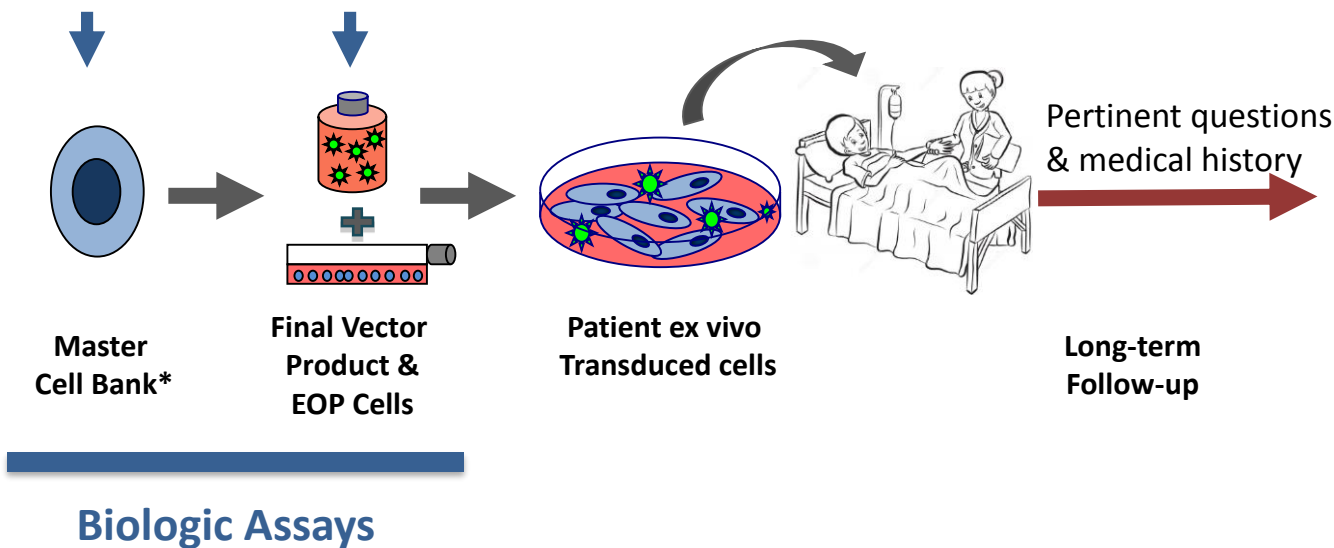 Pertinent questions
& medical history
Master
Cell Bank*
Final Vector
Product &
EOP Cells
Patient ex vivo
Transduced cells
Long-term
Follow-up
Biologic Assays